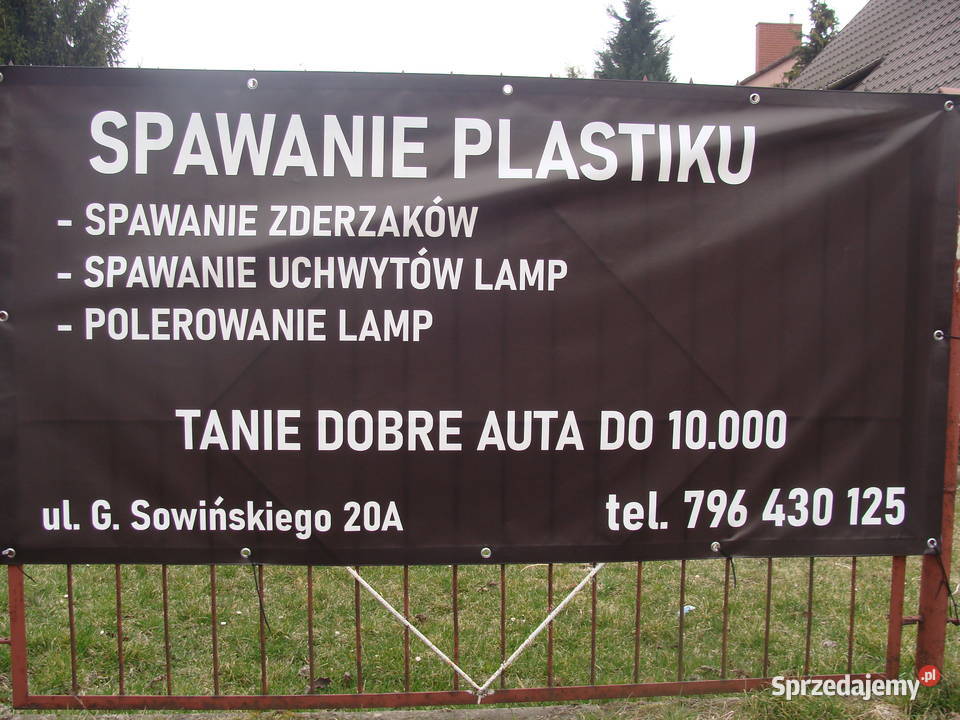 SPAWANIE PLASTIKU
- SPAWANIE ZDERZAKÓW
- SPAWANIE UCHWYTÓW LAMP
- POLEROWANIE LAMP
TANIE DOBRE AUTA DO 10.000
ul. G. Sowińskiego 20A
tel. 796 430 125
Sprzedajemy.pl